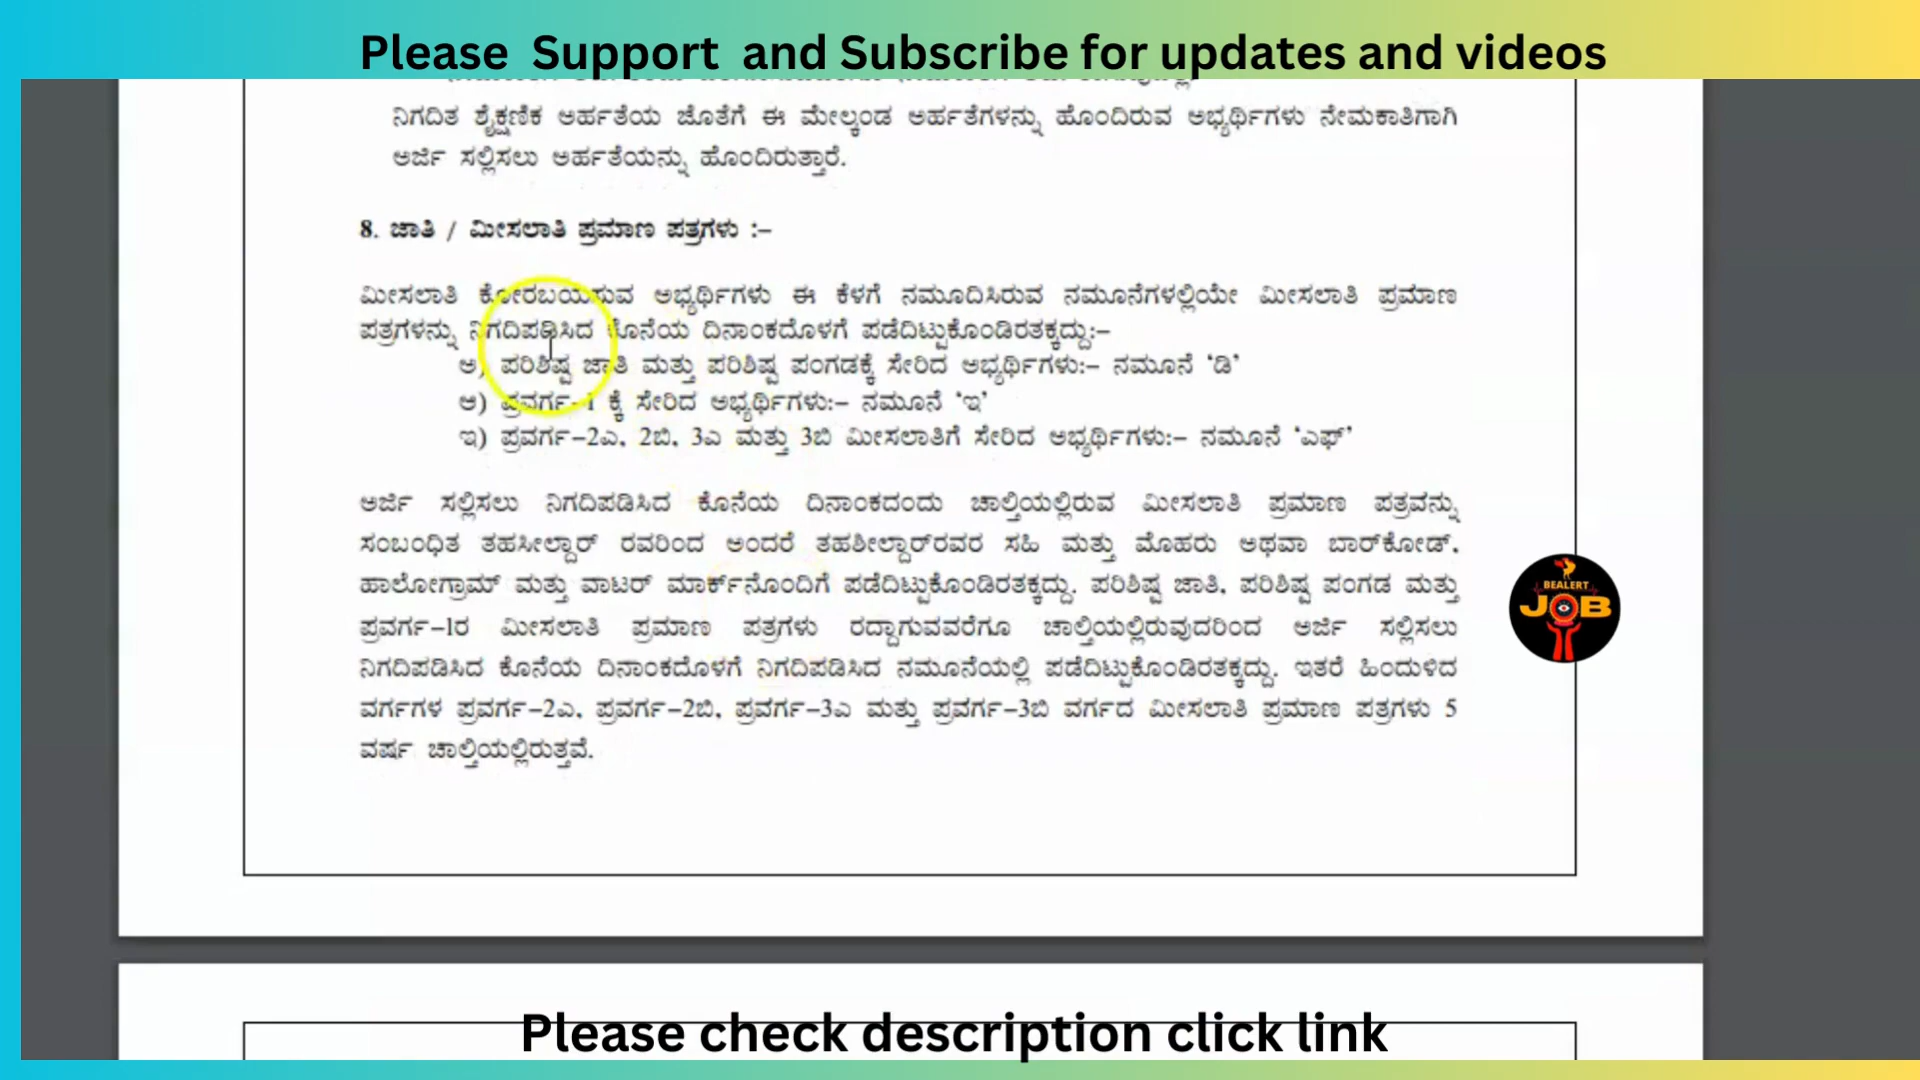 Please Support and Subscribe for updates and videos
ನಿಗದಿತ ಶೈಕ್ಷಣಿಕ ಅರ್ಹತೆಯ ಜೊತೆಗೆ ಈ ಮೇಲ್ಕಂಡ ಅರ್ಹತೆಗಳನ್ನು ಹೊಂದಿರುವ ಅಭ್ಯರ್ಥಿಗಳು ನೇಮಕಾತಿಗಾಗಿ
ಅರ್ಜಿ ಸಲ್ಲಿಸಲು ಅರ್ಹತೆಯನ್ನು ಹೊಂದಿರುತ್ತಾರೆ.
8. ಜಾತಿ / ಮೀಸಲಾತಿ ಪ್ರಮಾಣ ಪತ್ರಗಳು :–
ಮೀಸಲಾತಿ ಕೋರಬಯಸುವ ಅಭ್ಯರ್ಥಿಗಳು ಈ ಕೆಳಗೆ ನಮೂದಿಸಿರುವ ನಮೂನೆಗಳಲ್ಲಿಯೇ ಮೀಸಲಾತಿ ಪ್ರಮಾಣ
ಪತ್ರಗಳನ್ನು ನಿಗದಿಪಡಿಸಿದ ಕೊನೆಯ ದಿನಾಂಕದೊಳಗೆ ಪಡೆದಿಟ್ಟುಕೊಂಡಿರತಕ್ಕದ್ದು:–
ಅ) ಪರಿಶಿಷ್ಟ ಜಾತಿ ಮತ್ತು ಪರಿಶಿಷ್ಟ ಪಂಗಡಕ್ಕೆ ಸೇರಿದ ಅಭ್ಯರ್ಥಿಗಳು:– ನಮೂನೆ ‘ಡಿ’
ಆ) ಪ್ರವರ್ಗ–1 ಕ್ಕೆ ಸೇರಿದ ಅಭ್ಯರ್ಥಿಗಳು:– ನಮೂನೆ ‘ಇ’
ಇ) ಪ್ರವರ್ಗ–2ಎ, 2ಬಿ, 3ಎ ಮತ್ತು 3ಬಿ ಮೀಸಲಾತಿಗೆ ಸೇರಿದ ಅಭ್ಯರ್ಥಿಗಳು:– ನಮೂನೆ ‘ಎಫ್’
ಅರ್ಜಿ ಸಲ್ಲಿಸಲು ನಿಗದಿಪಡಿಸಿದ ಕೊನೆಯ ದಿನಾಂಕದಂದು ಚಾಲ್ತಿಯಲ್ಲಿರುವ ಮೀಸಲಾತಿ ಪ್ರಮಾಣ ಪತ್ರವನ್ನು
ಸಂಬಂಧಿತ ತಹಸೀಲ್ದಾರ್ ರವರಿಂದ ಅಂದರೆ ತಹಶೀಲ್ದಾರ್‌ರವರ ಸಹಿ ಮತ್ತು ಮೊಹರು ಅಥವಾ ಬಾರ್‌ಕೋಡ್,
ಹಾಲೋಗ್ರಾಮ್ ಮತ್ತು ವಾಟರ್ ಮಾರ್ಕ್‌ನೊಂದಿಗೆ ಪಡೆದಿಟ್ಟುಕೊಂಡಿರತಕ್ಕದ್ದು. ಪರಿಶಿಷ್ಟ ಜಾತಿ, ಪರಿಶಿಷ್ಟ ಪಂಗಡ ಮತ್ತು
ಪ್ರವರ್ಗ–1ರ ಮೀಸಲಾತಿ ಪ್ರಮಾಣ ಪತ್ರಗಳು ರದ್ದಾಗುವವರೆಗೂ ಚಾಲ್ತಿಯಲ್ಲಿರುವುದರಿಂದ ಅರ್ಜಿ ಸಲ್ಲಿಸಲು
ನಿಗದಿಪಡಿಸಿದ ಕೊನೆಯ ದಿನಾಂಕದೊಳಗೆ ನಿಗದಿಪಡಿಸಿದ ನಮೂನೆಯಲ್ಲಿ ಪಡೆದಿಟ್ಟುಕೊಂಡಿರತಕ್ಕದ್ದು. ಇತರೆ ಹಿಂದುಳಿದ
ವರ್ಗಗಳ ಪ್ರವರ್ಗ–2ಎ, ಪ್ರವರ್ಗ–2ಬಿ, ಪ್ರವರ್ಗ–3ಎ ಮತ್ತು ಪ್ರವರ್ಗ–3ಬಿ ವರ್ಗದ ಮೀಸಲಾತಿ ಪ್ರಮಾಣ ಪತ್ರಗಳು 5
ವರ್ಷ ಚಾಲ್ತಿಯಲ್ಲಿರುತ್ತವೆ.
BEALERT
JOB
Please check description click link